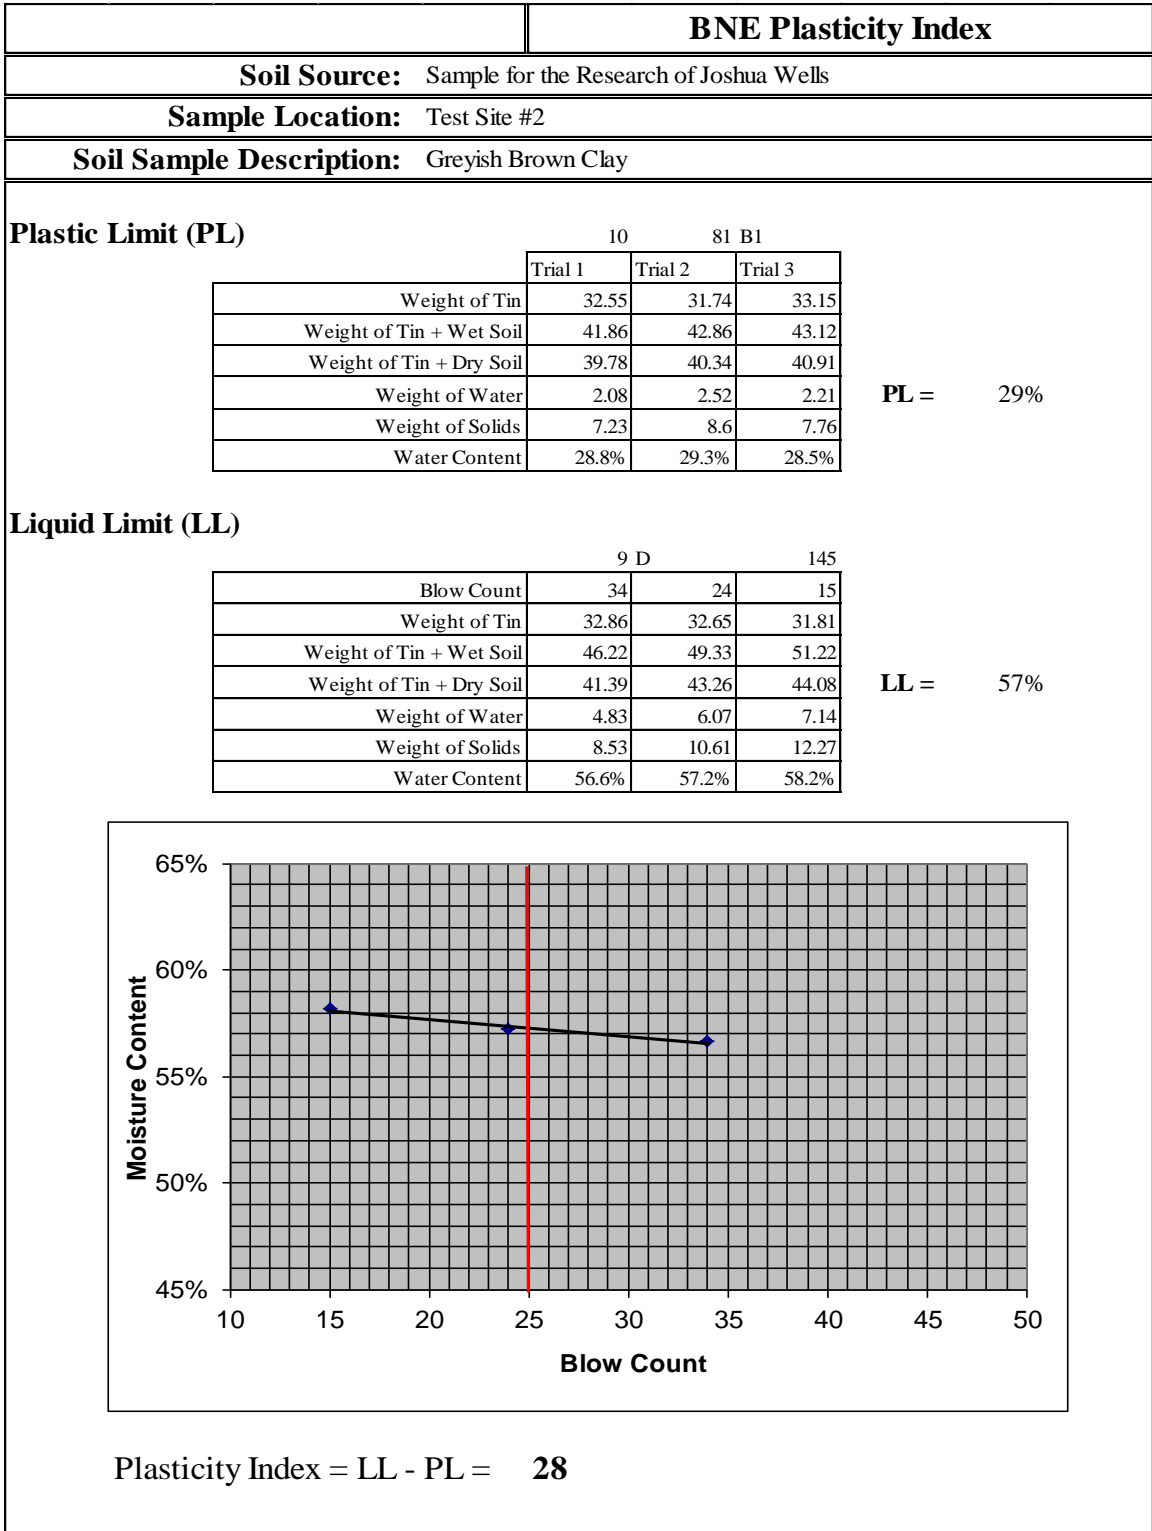 BNE Plasticity Index
Soil Source: Sample for the Research of Joshua Wells
Sample Location: Test Site #2
Soil Sample Description: Greyish Brown Clay
Plastic Limit (PL)
10 81 B1
Trial 1 Trial 2 Trial 3
Weight of Tin 32.55 31.74 33.15
Weight of Tin + Wet Soil 41.86 42.86 43.12
Weight of Tin + Dry Soil 39.78 40.34 40.91
Weight of Water 2.08 2.52 2.21 PL = 29%
Weight of Solids 7.23 8.6 7.76
Water Content 28.8% 29.3% 28.5%
Liquid Limit (LL)
9 D 145
Blow Count 34 24 15
Weight of Tin 32.86 32.65 31.81
Weight of Tin + Wet Soil 46.22 49.33 51.22
Weight of Tin + Dry Soil 41.39 43.26 44.08 LL = 57%
Weight of Water 4.83 6.07 7.14
Weight of Solids 8.53 10.61 12.27
Water Content 56.6% 57.2% 58.2%
65%
60%
55%
50%
45%
Moisture Content
10 15 20 25 30 35 40 45 50
Blow Count
Plasticity Index = LL - PL = 28